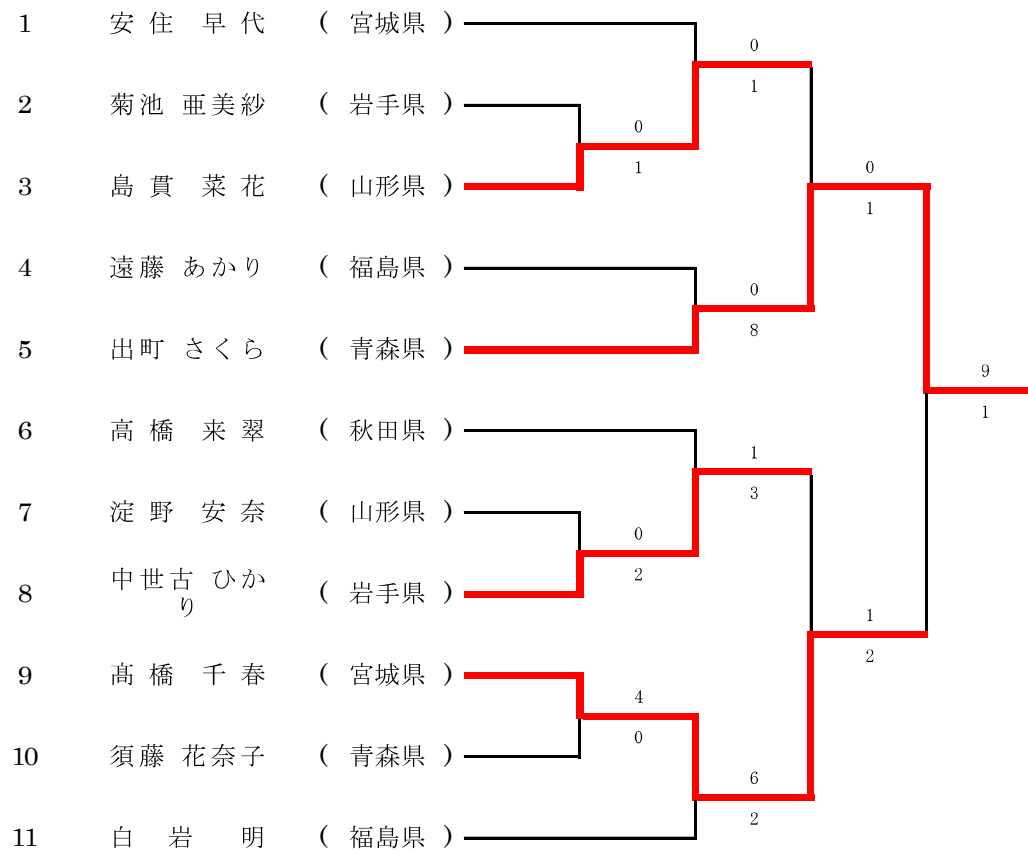 1 安住 早代 ( 宮城県 )
0
1
2 菊池 亜美紗 ( 岩手県 )
0
1
3 島貫 菜花 ( 山形県 )
0
1
4 遠藤 あかり ( 福島県 )
0
8
5 出町 さくら ( 青森県 )
9
1
6 高橋 来翠 ( 秋田県 )
1
3
7 淀野 安奈 ( 山形県 )
0
2
8 中世古 ひか
り ( 岩手県 )
1
2
9 髙橋 千春 ( 宮城県 )
4
0
10 須藤 花奈子 ( 青森県 )
6
2
11 白岩 明 ( 福島県 )